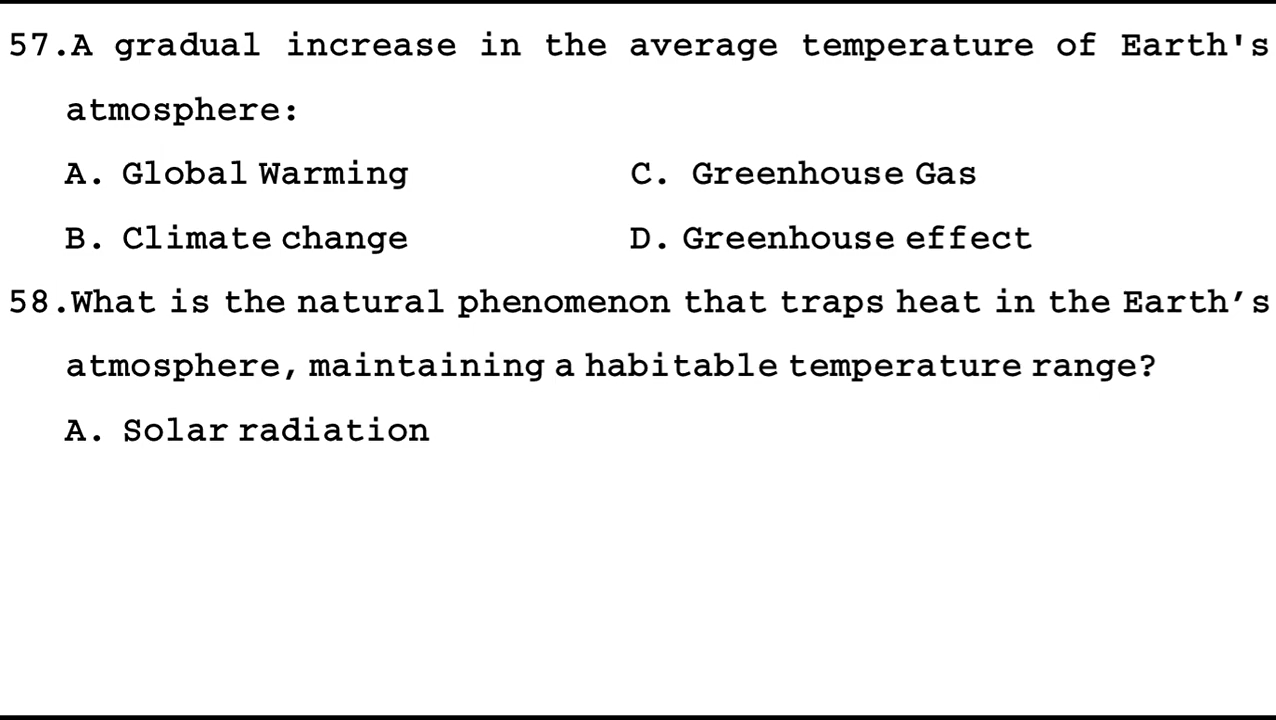 57.A gradual increase in the average temperature of Earth's
atmosphere:
A. Global Warming C. Greenhouse Gas
B. Climate change D. Greenhouse effect
58.What is the natural phenomenon that traps heat in the Earth’s
atmosphere, maintaining a habitable temperature range?
A. Solar radiation